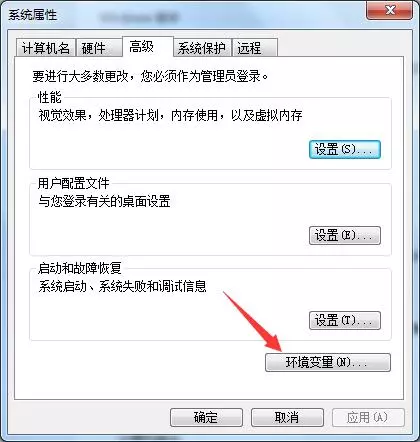 系统属性
计算机名 硬件 高级 系统保护 远程
要进行大多数更改，您必须作为管理员登录。
性能
视觉效果，处理器计划，内存使用，以及虚拟内存
设置(S)...
用户配置文件
与您登录有关的桌面设置
设置(E)...
启动和故障恢复
系统启动、系统失败和调试信息
设置(T)...
环境变量(N)...
确定 取消 应用(A)